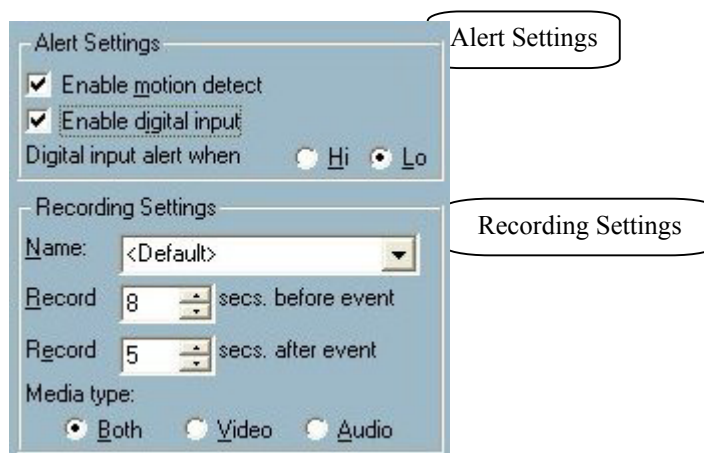 Alert Settings
Alert Settings
Enable motion detect
Enable digital input
Digital input alert when Hi Lo
Recording Settings
Recording Settings
Name: <Default>
Record 8 secs. before event
Record 5 secs. after event
Media type:
Both Video Audio